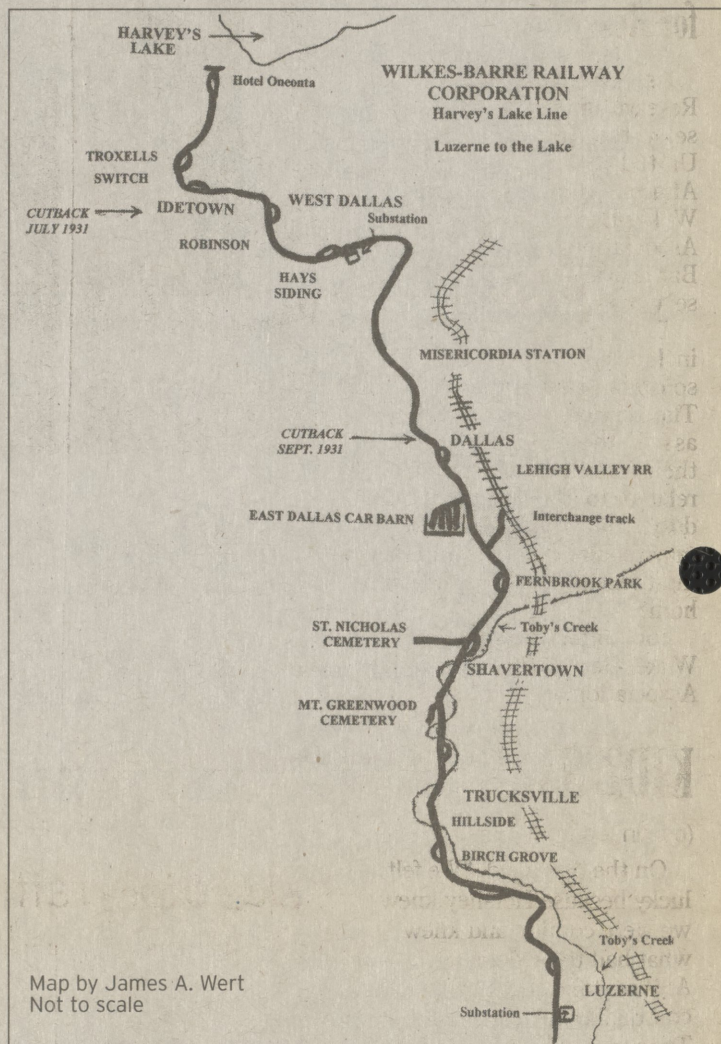 HARVEY'S
LAKE
Hotel Oneonta
WILKES-BARRE RAILWAY
CORPORATION
Harvey's Lake Line
Luzerne to the Lake
TROXELLS
SWITCH
CUTBACK
JULY 1931
IDETOWN
WEST DALLAS
Substation
ROBINSON
HAYS
SIDING
MISERICORDIA STATION
CUTBACK
SEPT. 1931
DALLAS
LEHIGH VALLEY RR
EAST DALLAS CAR BARN
Interchange track
FERNBROOK PARK
ST. NICHOLAS
CEMETERY
Toby's Creek
SHAVERTOWN
MT. GREENWOOD
CEMETERY
TRUCKSVILLE
HILLSIDE
BIRCH GROVE
Toby's Creek
LUZERNE
Substation
Map by James A. Wert
Not to scale